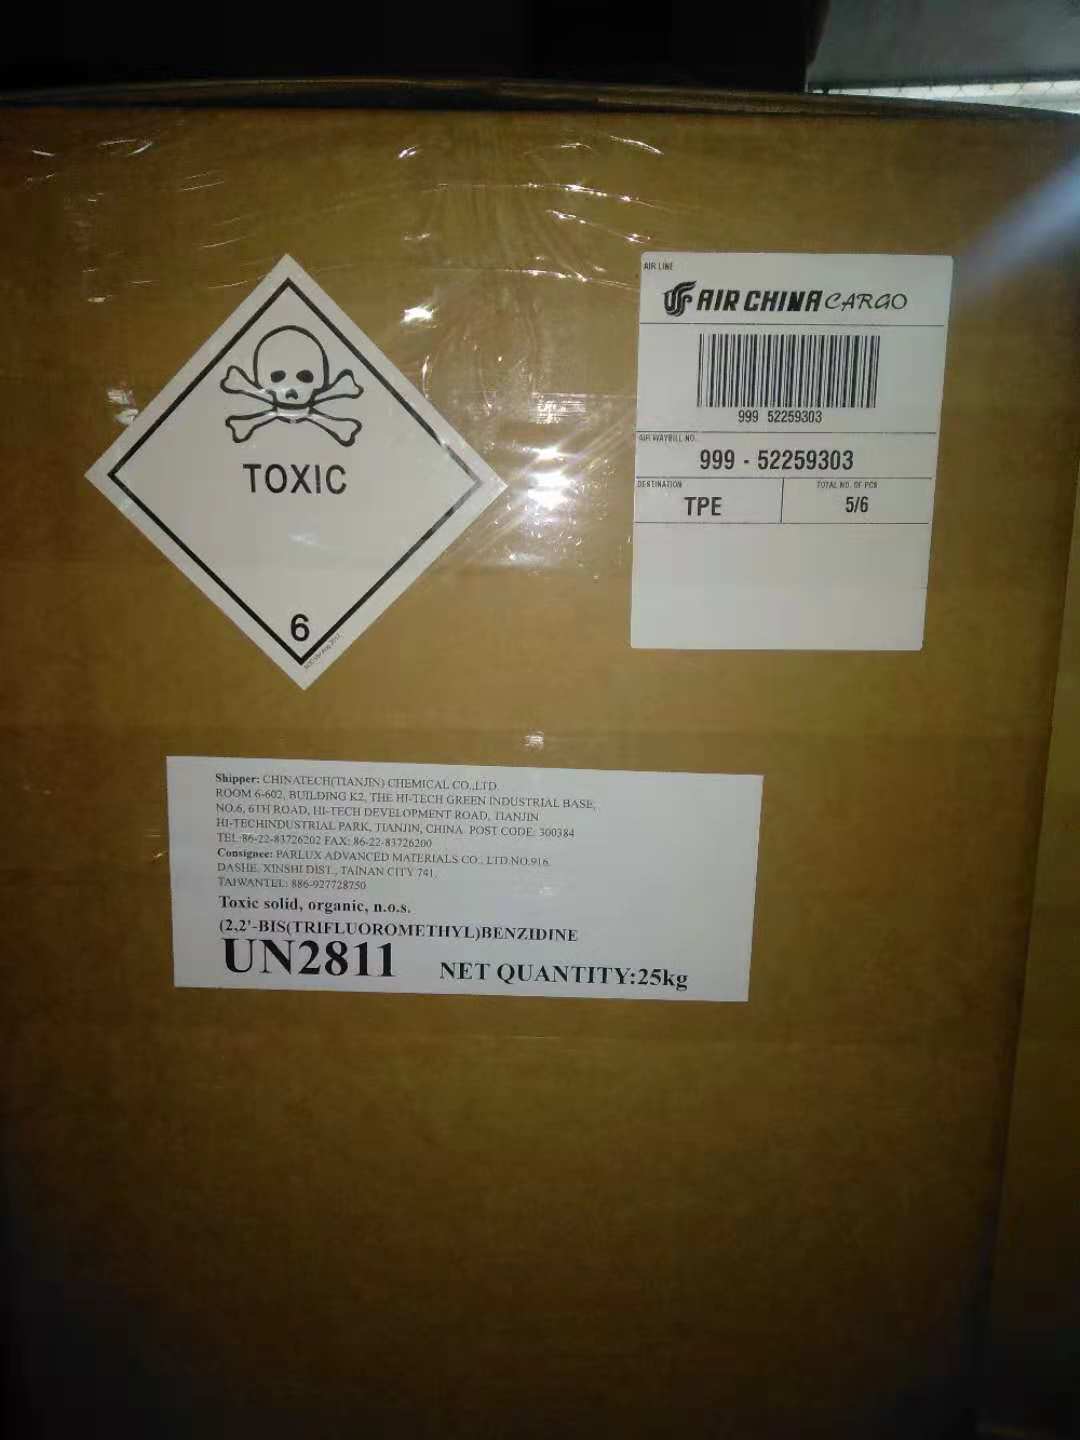 TOXIC
6
AIR LINE
AIR CHINA CARGO
999 52259303
AIR WAYBILL NO.
999 - 52259303
DESTINATION
TOTAL NO. OF PCS
TPE
5/6
Shipper: CHINATECH(TIANJIN) CHEMICAL CO.,LTD.
ROOM 6-602, BUILDING K2, THE HI-TECH GREEN INDUSTRIAL BASE,
NO.6, 6TH ROAD, HI-TECH DEVELOPMENT ROAD, TIANJIN
HI-TECHINDUSTRIAL PARK, TIANJIN, CHINA. POST CODE: 300384
TEL:86-22-83726202 FAX: 86-22-83726200
Consignee: PARLUX ADVANCED MATERIALS CO., LTD.NO.916,
DASHE, XINSHI DIST., TAINAN CITY 741,
TAIWANTEL: 886-927728750
Toxic solid, organic, n.o.s.
(2,2'-BIS(TRIFLUOROMETHYL)BENZIDINE
UN2811 NET QUANTITY:25kg